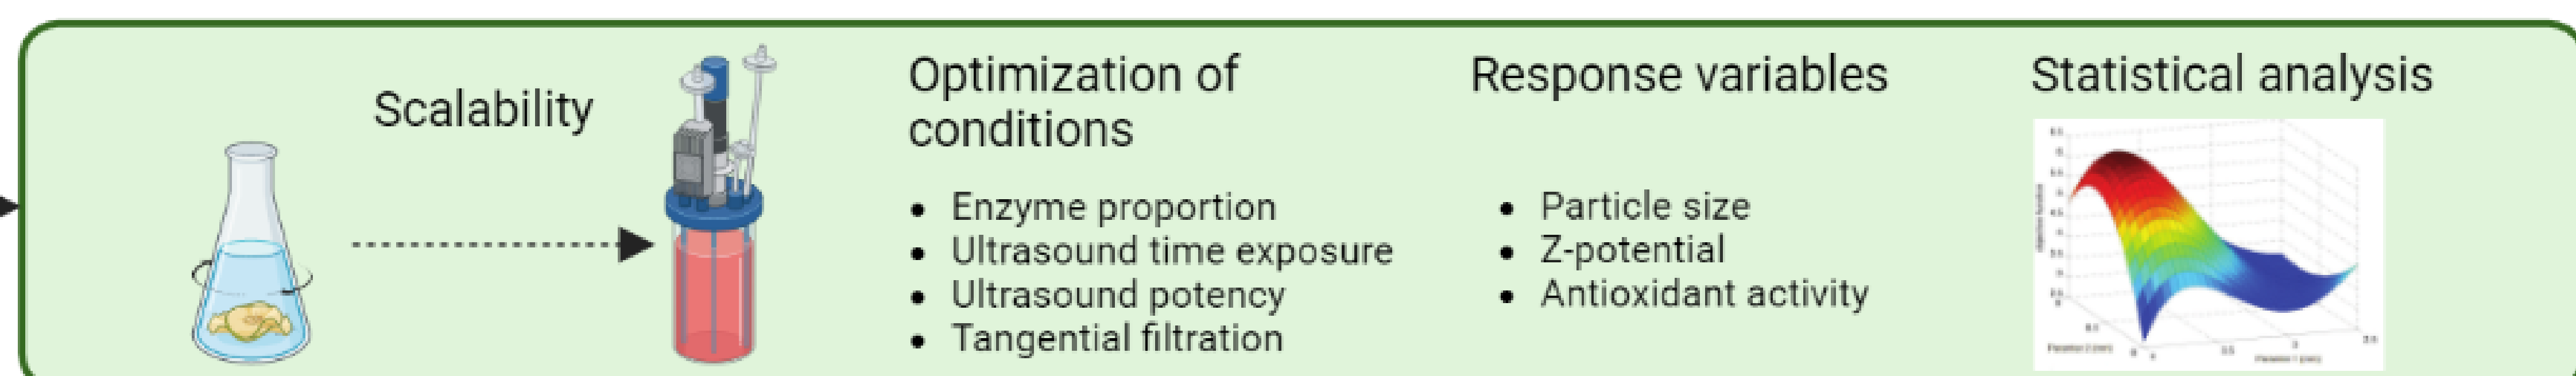 Scalability
Optimization of
conditions
• Enzyme proportion
• Ultrasound time exposure
• Ultrasound potency
• Tangential filtration
Response variables
• Particle size
• Z-potential
• Antioxidant activity
Statistical analysis